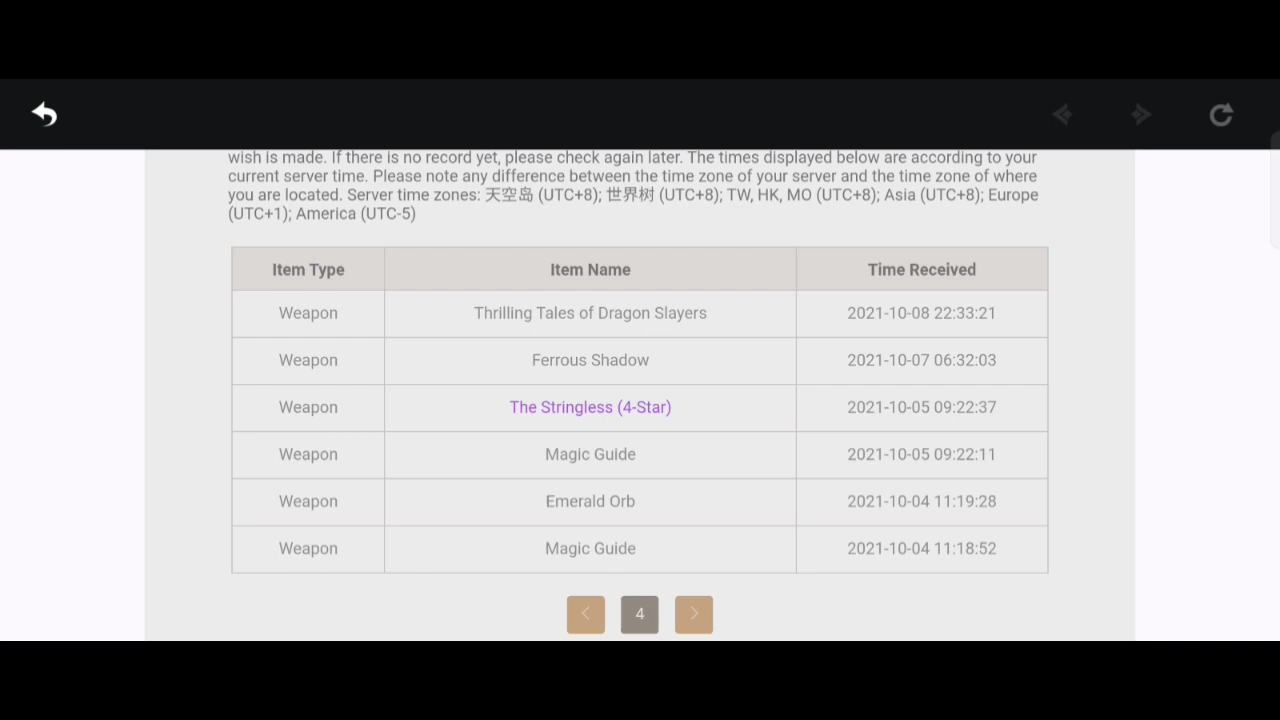 wish is made. If there is no record yet, please check again later. The times displayed below are according to your
current server time. Please note any difference between the time zone of your server and the time zone of where
you are located. Server time zones: 天空岛 (UTC+8); 世界树 (UTC+8); TW, HK, MO (UTC+8); Asia (UTC+8); Europe
(UTC+1); America (UTC-5)
Item Type Item Name Time Received
Weapon Thrilling Tales of Dragon Slayers 2021-10-08 22:33:21
Weapon Ferrous Shadow 2021-10-07 06:32:03
Weapon The Stringless (4-Star) 2021-10-05 09:22:37
Weapon Magic Guide 2021-10-05 09:22:11
Weapon Emerald Orb 2021-10-04 11:19:28
Weapon Magic Guide 2021-10-04 11:18:52
4